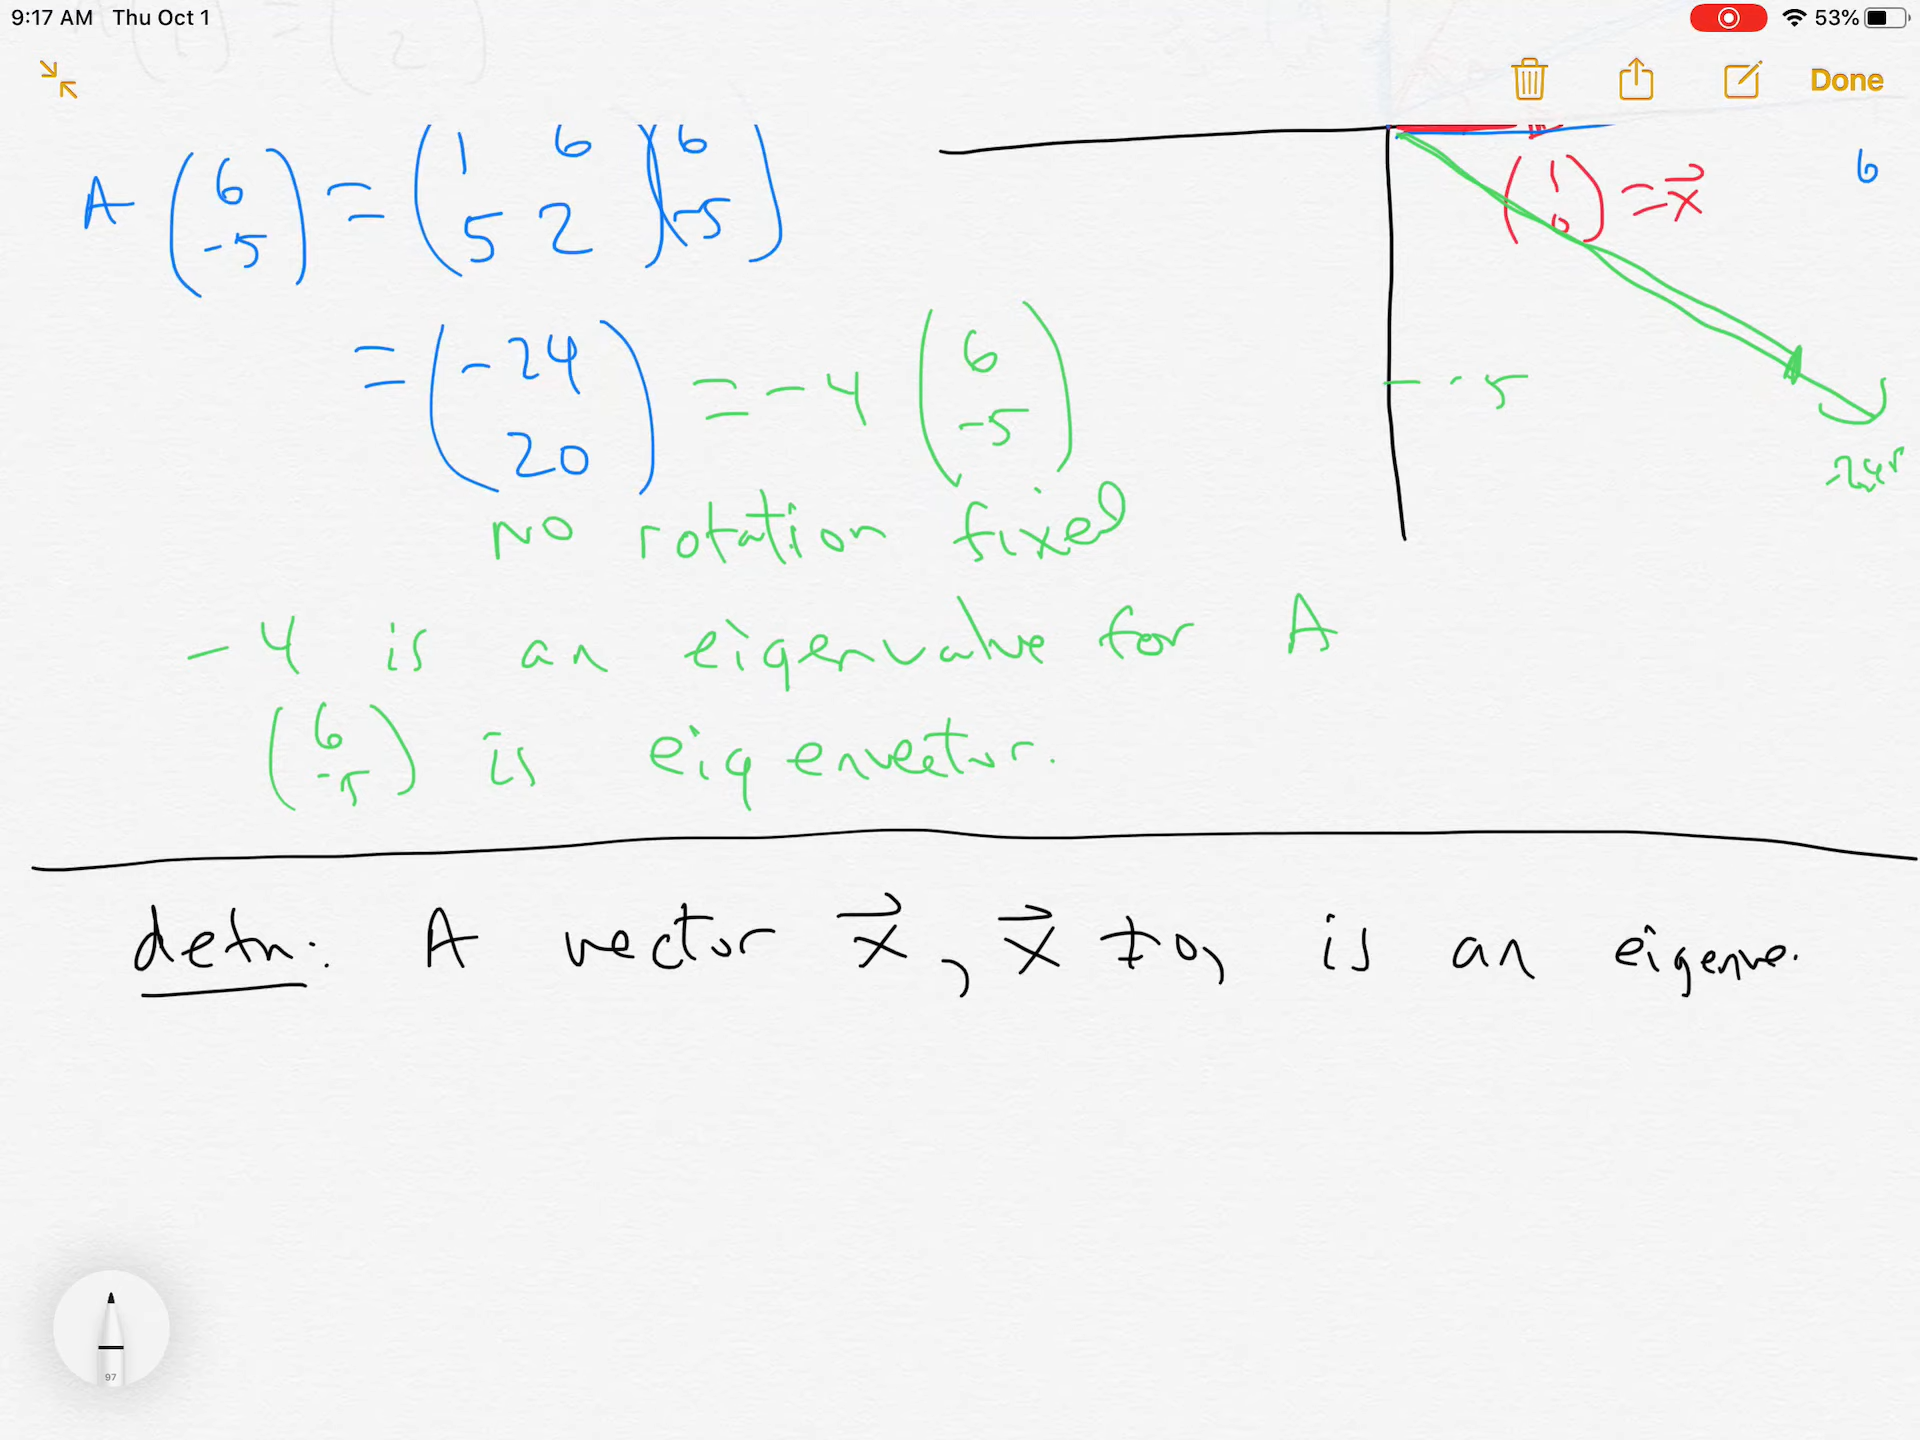 9:17 AM Thu Oct 1
53%
Done
A (6 -5) = (1 6 5 2)(6 -5)
(1 0) = x⃗
6
= (-24 20) = -4 (6 -5)
-5
No rotation fixed
-4 is an eigenvalue for A
(6 -5) is eigenvector.
defn: A vector x⃗, x⃗ ≠ 0, is an eigenve.
97